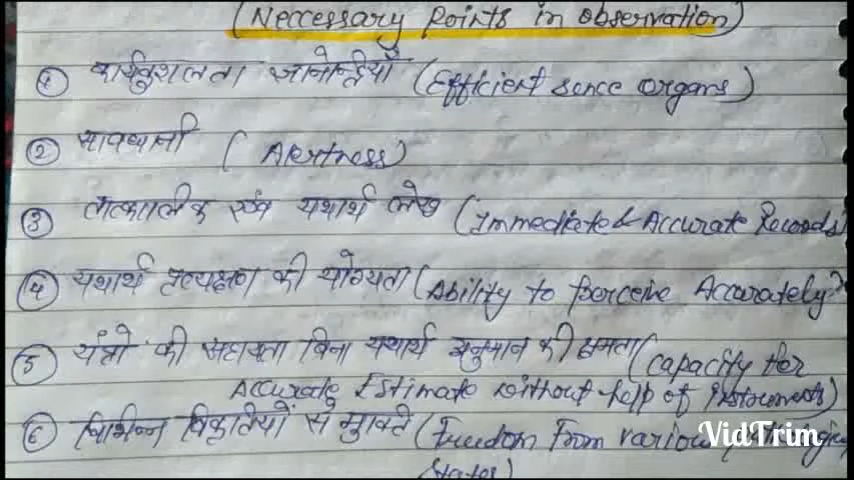 (Neccessary Points in observation)
① कार्यकुशलता ज्ञानेन्द्रियाँ (Efficient sence organs)
② सावधानी (Alertness)
③ तात्कालिक एवं यथार्थ लेख (Immediate & Accurate Records)
④ यथार्थ प्रत्यक्षण की योग्यता (Ability to perceive Accurately)
⑤ यंत्रो की सहायता बिना यथार्थ अनुमान की क्षमता (Capacity for
Accurate Estimate without help of Instruments)
⑥ विभिन्न विकृतियों से मुक्ति (Freedom from various
States)
VidTrim